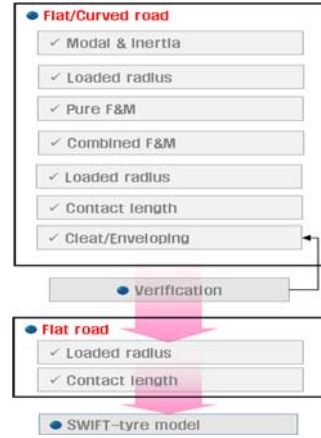 Flat/Curved road
✓ Modal & Inertia
✓ Loaded radius
✓ Pure F&M
✓ Combined F&M
✓ Loaded radius
✓ Contact length
✓ Cleat/Enveloping
Verification
Flat road
✓ Loaded radius
✓ Contact length
SWIFT-tyre model